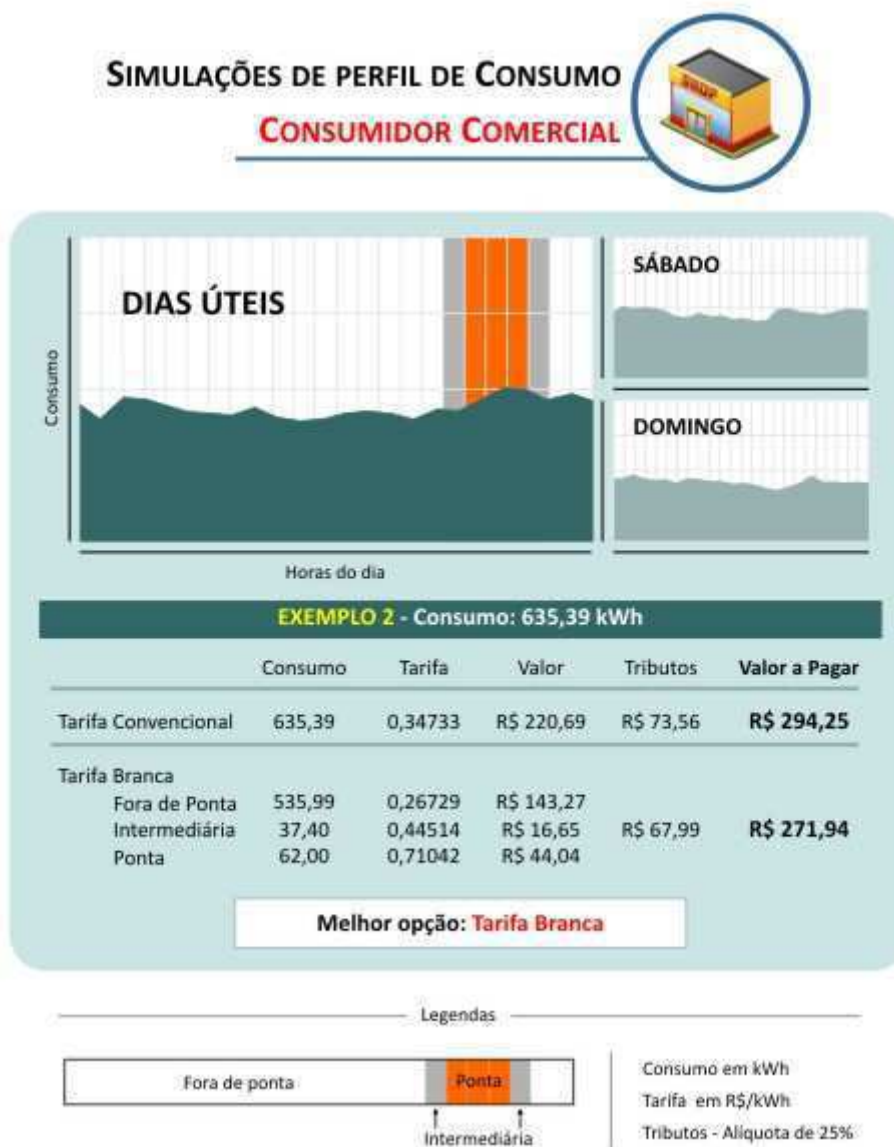 SIMULAÇÕES DE PERFIL DE CONSUMO
CONSUMIDOR COMERCIAL
SHOP
DIAS ÚTEIS
Consumo
Horas do dia
SÁBADO
DOMINGO
EXEMPLO 2 - Consumo: 635,39 kWh
Consumo Tarifa Valor Tributos Valor a Pagar
Tarifa Convencional 635,39 0,34733 R$ 220,69 R$ 73,56 R$ 294,25
Tarifa Branca
Fora de Ponta 535,99 0,26729 R$ 143,27
Intermediária 37,40 0,44514 R$ 16,65 R$ 67,99 R$ 271,94
Ponta 62,00 0,71042 R$ 44,04
Melhor opção: Tarifa Branca
Legendas
Fora de ponta Ponta
Intermediária
Consumo em kWh
Tarifa em R$/kWh
Tributos - Alíquota de 25%